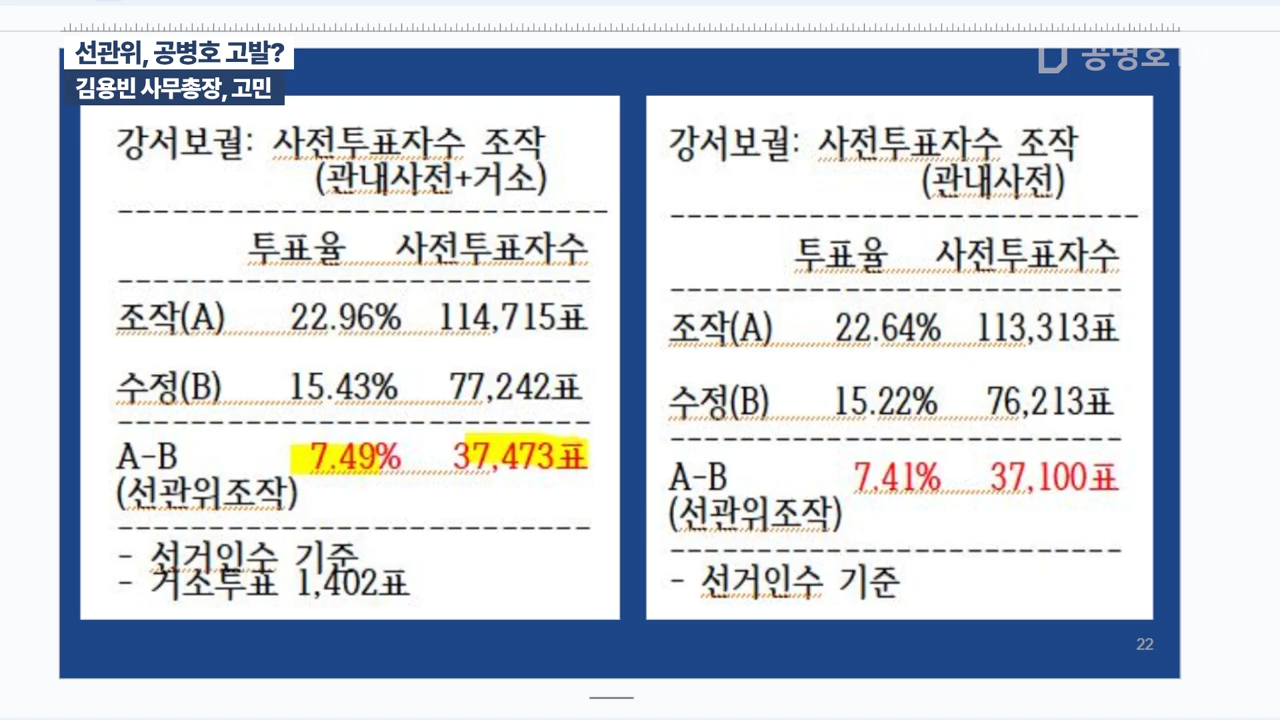 선관위, 공병호 고발?
김용빈 사무총장, 고민
공병호
강서보궐: 사전투표자수 조작
(관내사전+거소)
투표율 사전투표자수
조작(A) 22.96% 114,715표
수정(B) 15.43% 77,242표
A-B 7.49% 37,473표
(선관위조작)
- 선거인수 기준
- 거소투표 1,402표
강서보궐: 사전투표자수 조작
(관내사전)
투표율 사전투표자수
조작(A) 22.64% 113,313표
수정(B) 15.22% 76,213표
A-B 7.41% 37,100표
(선관위조작)
- 선거인수 기준
22